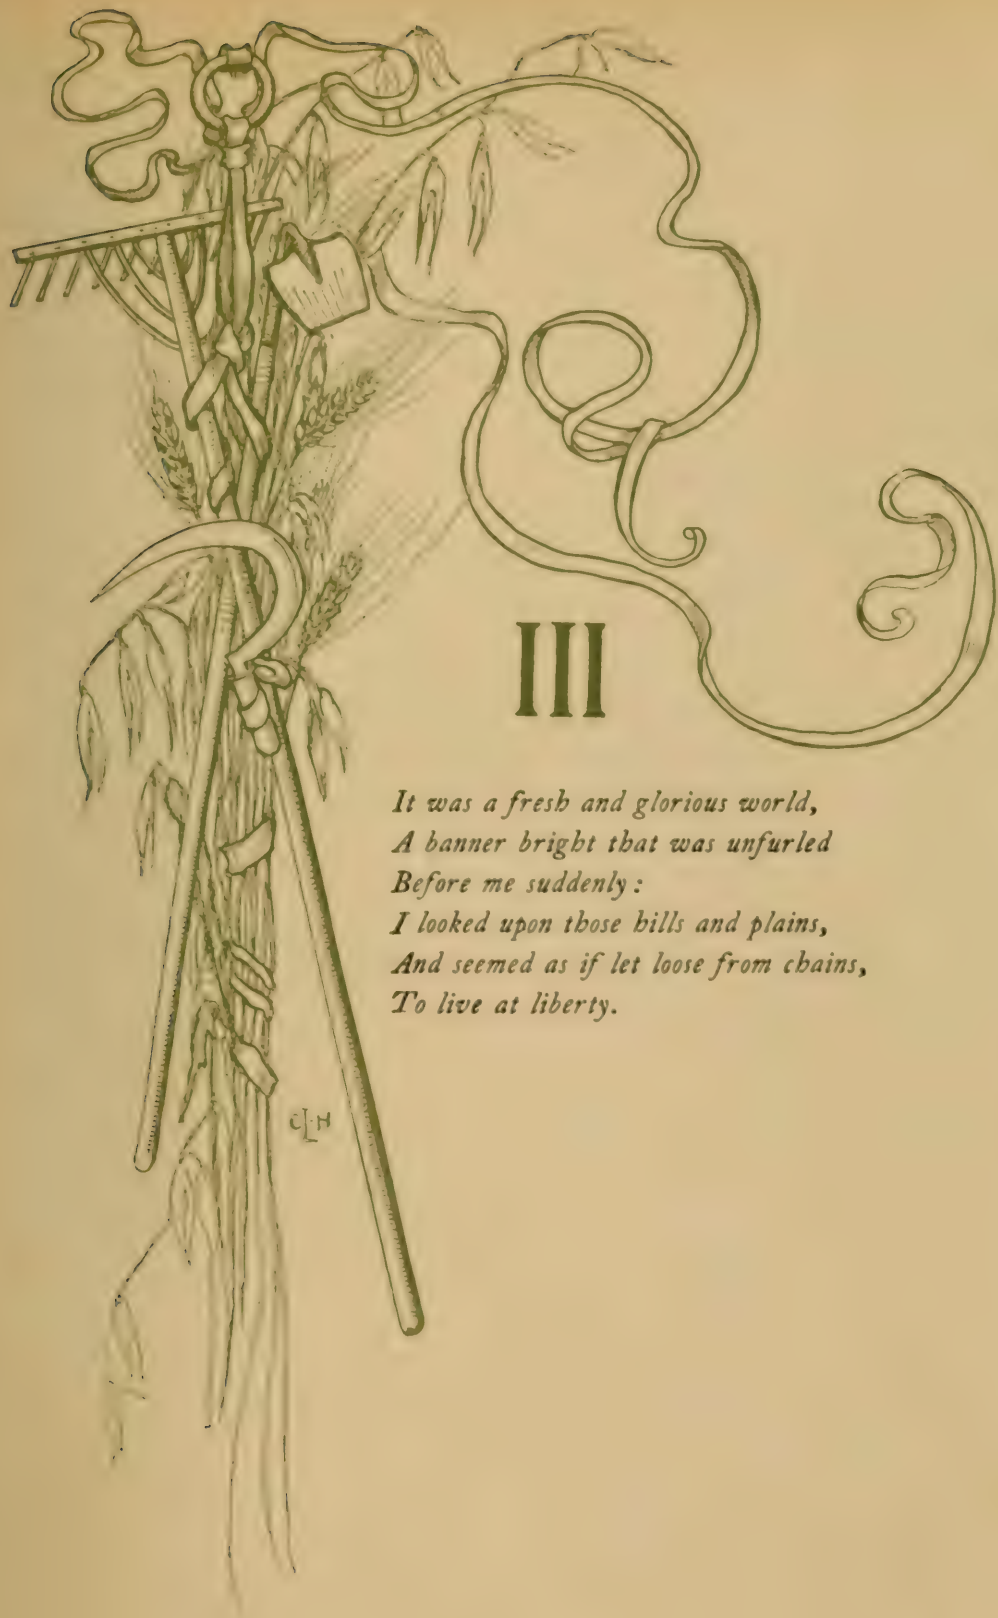 III
It was a fresh and glorious world,
A banner bright that was unfurled
Before me suddenly:
I looked upon those hills and plains,
And seemed as if let loose from chains,
To live at liberty.
CLH